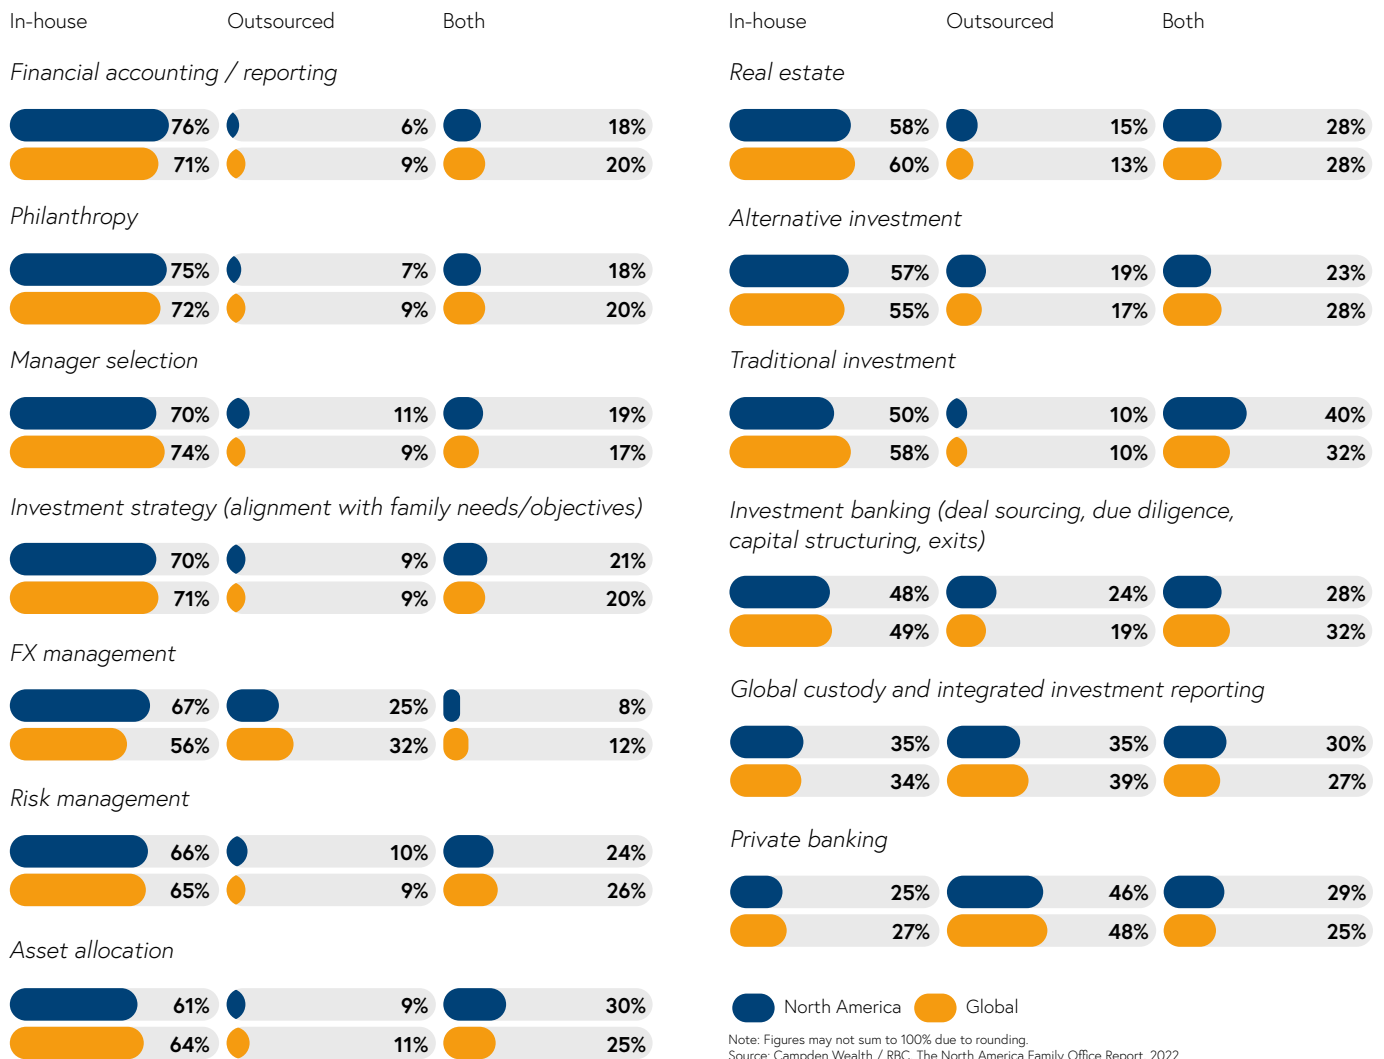 In-house Outsourced Both
Financial accounting / reporting
76% 6% 18%
71% 9% 20%
Philanthropy
75% 7% 18%
72% 9% 20%
Manager selection
70% 11% 19%
74% 9% 17%
Investment strategy (alignment with family needs/objectives)
70% 9% 21%
71% 9% 20%
FX management
67% 25% 8%
56% 32% 12%
Risk management
66% 10% 24%
65% 9% 26%
Asset allocation
61% 9% 30%
64% 11% 25%
In-house Outsourced Both
Real estate
58% 15% 28%
60% 13% 28%
Alternative investment
57% 19% 23%
55% 17% 28%
Traditional investment
50% 10% 40%
58% 10% 32%
Investment banking (deal sourcing, due diligence,
capital structuring, exits)
48% 24% 28%
49% 19% 32%
Global custody and integrated investment reporting
35% 35% 30%
34% 39% 27%
Private banking
25% 46% 29%
27% 48% 25%
North America Global
Note: Figures may not sum to 100% due to rounding.
Source: Campden Wealth / RBC, The North America Family Office Report, 2022